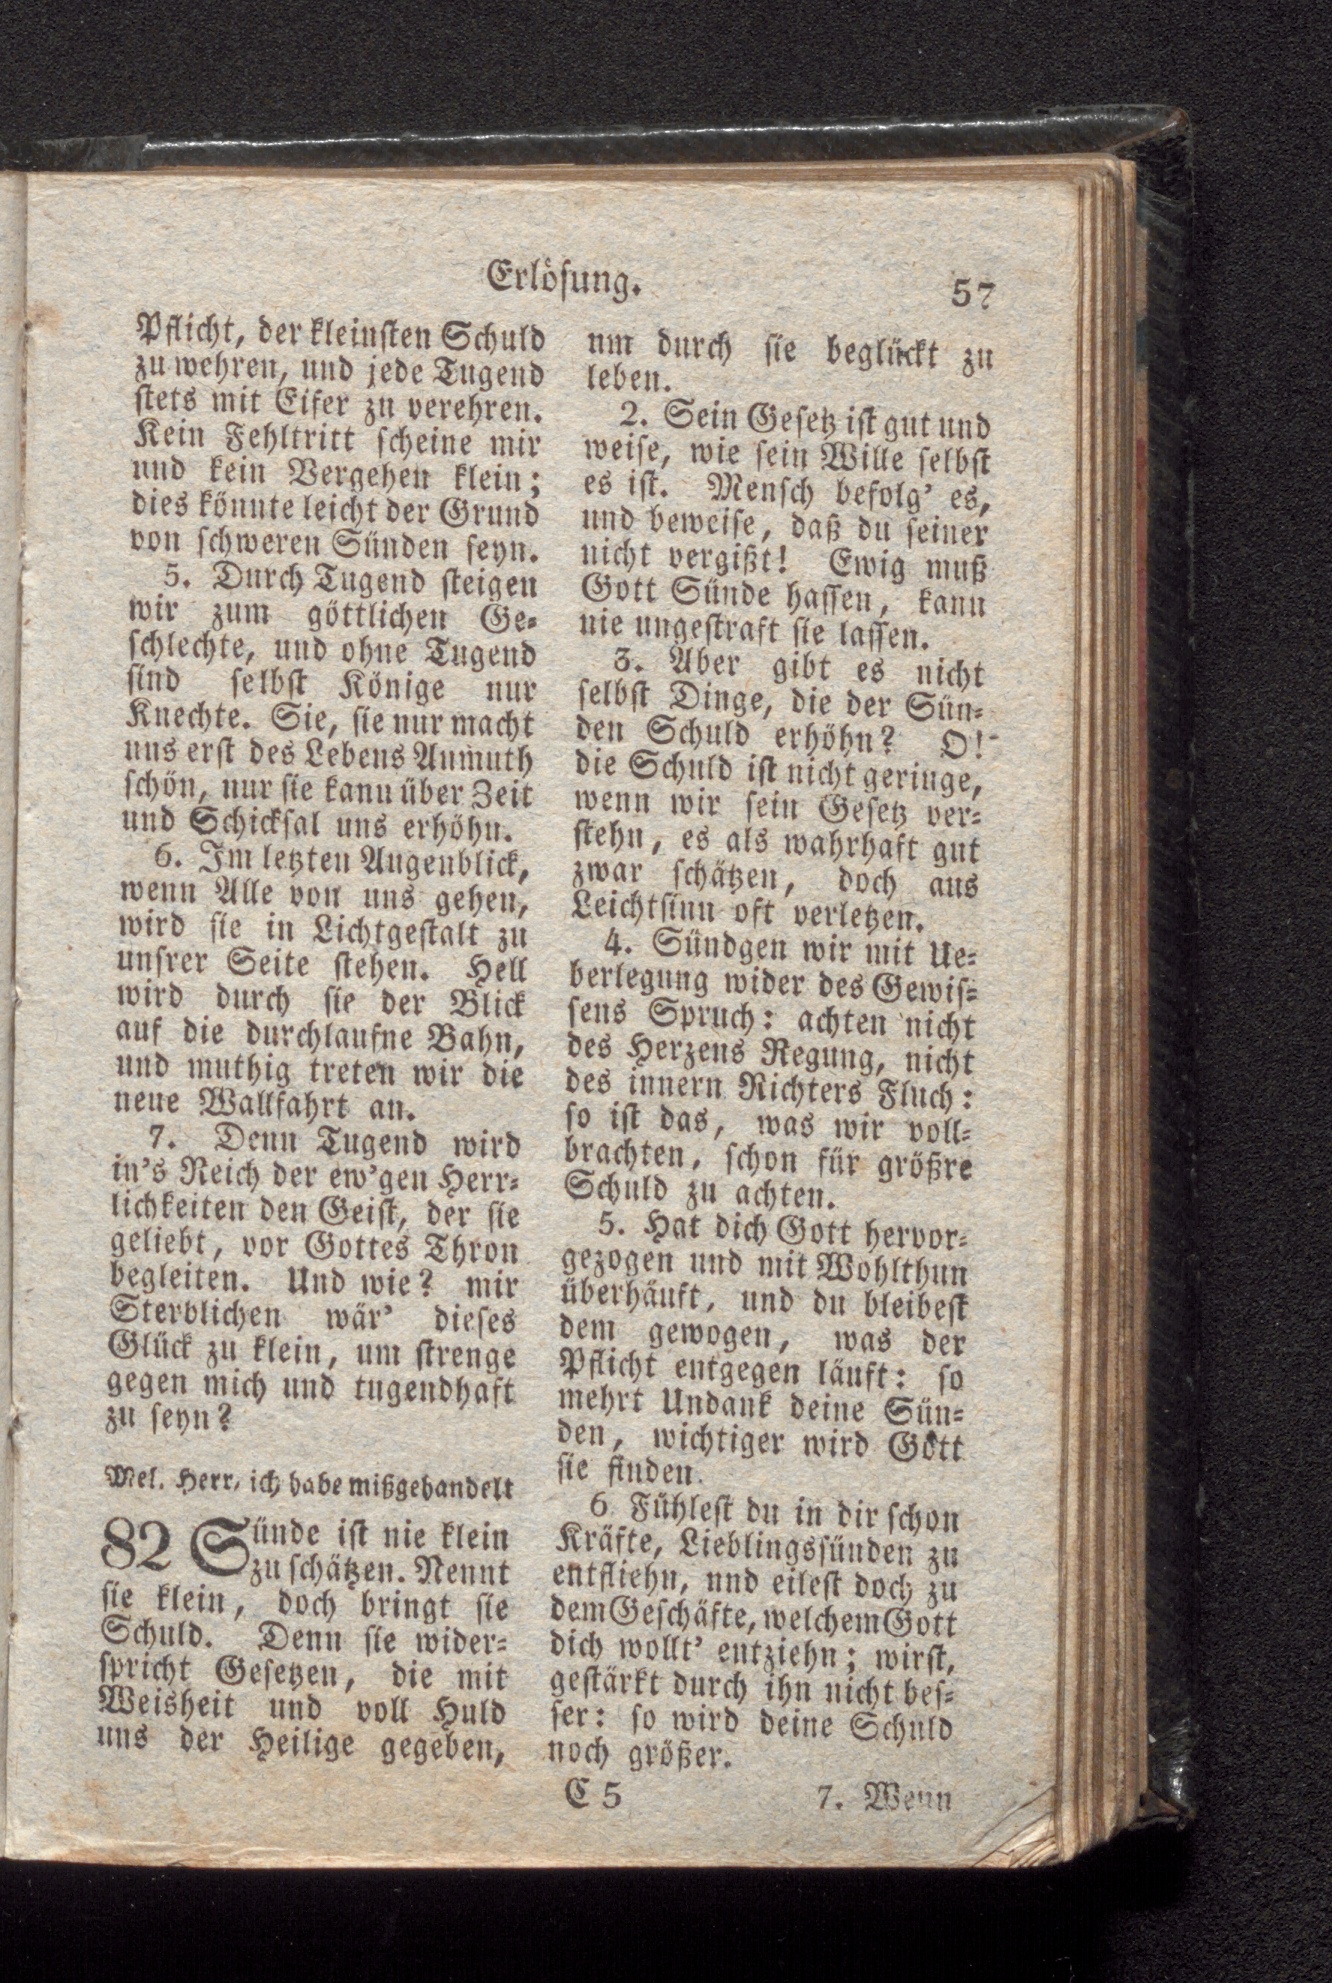 Erlösung.
57
Pflicht, der kleinsten Schuld
zu wehren, und jede Tugend
stets mit Eifer zu verehren.
Kein Fehltritt scheine mir
und kein Vergehen klein;
dies könnte leicht der Grund
von schweren Sünden seyn.
5. Durch Tugend steigen
wir zum göttlichen Ge-
schlechte, und ohne Tugend
sind selbst Könige nur
Knechte. Sie, sie nur macht
uns erst des Lebens Anmuth
schön, nur sie kann über Zeit
und Schicksal uns erhöhn.
6. Im letzten Augenblick,
wenn Alle von uns gehen,
wird sie in Lichtgestalt zu
unsrer Seite stehen. Hell
wird durch sie der Blick
auf die durchlaufne Bahn,
und muthig treten wir die
neue Wallfahrt an.
7. Denn Tugend wird
in's Reich der ew'gen Herr-
lichkeiten den Geist, der sie
geliebt, vor Gottes Thron
begleiten. Und wie? mir
Sterblichen wär' dieses
Glück zu klein, um strenge
gegen mich und tugendhaft
zu seyn?
Mel. Herr, ich habe mißgehandelt
82 Sünde ist nie klein
zu schätzen. Nennt
sie klein, doch bringt sie
Schuld. Denn sie wider-
spricht Gesetzen, die mit
Weisheit und voll Huld
uns der Heilige gegeben,
um durch sie beglückt zu
leben.
2. Sein Gesetz ist gut und
weise, wie sein Wille selbst
es ist. Mensch befolg' es,
und beweise, daß du seiner
nicht vergißt! Ewig muß
Gott Sünde hassen, kann
nie ungestraft sie lassen.
3. Aber gibt es nicht
selbst Dinge, die der Sün-
den Schuld erhöhn? O!
die Schuld ist nicht geringe,
wenn wir sein Gesetz ver-
stehn, es als wahrhaft gut
zwar schätzen, doch aus
Leichtsinn oft verletzen.
4. Sündgen wir mit Ue-
berlegung wider des Gewis-
sens Spruch: achten nicht
des Herzens Regung, nicht
des innern Richters Fluch:
so ist das, was wir voll-
brachten, schon für größre
Schuld zu achten.
5. Hat dich Gott hervor-
gezogen und mit Wohlthun
überhäuft, und du bleibest
dem gewogen, was der
Pflicht entgegen läuft: so
mehrt Undank deine Sün-
den, wichtiger wird Gott
sie finden.
6 Fühlest du in dir schon
Kräfte, Lieblingssünden zu
entfliehn, und eilest doch zu
dem Geschäfte, welchem Gott
dich wollt' entziehn; wirst,
gestärkt durch ihn nicht bes-
ser: so wird deine Schuld
noch größer.
C 5
7. Wenn